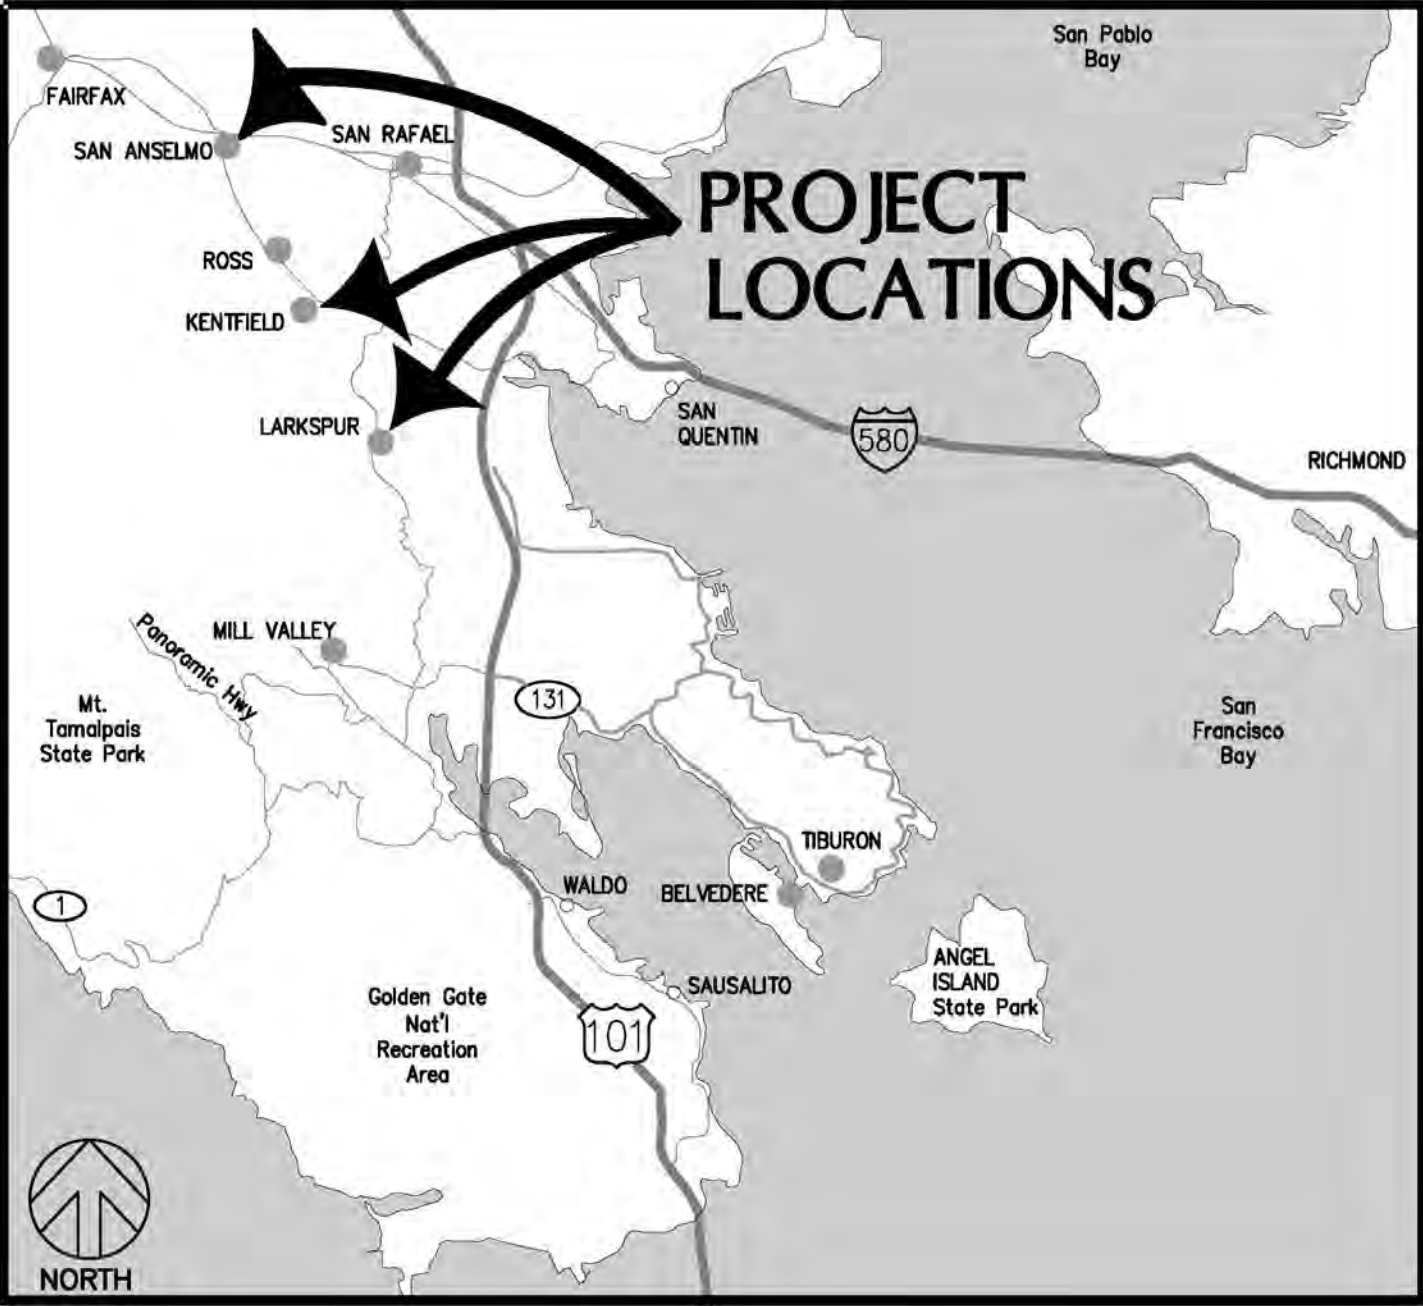 San Pablo
Bay
FAIRFAX
SAN RAFAEL
SAN ANSELMO
PROJECT
LOCATIONS
ROSS
KENTFIELD
SAN
QUENTIN
LARKSPUR
580
RICHMOND
Panoramic Hwy
MILL VALLEY
131
Mt.
Tamalpais
State Park
San
Francisco
Bay
TIBURON
WALDO
BELVEDERE
1
ANGEL
ISLAND
State Park
SAUSALITO
Golden Gate
Nat'l
Recreation
Area
101
NORTH